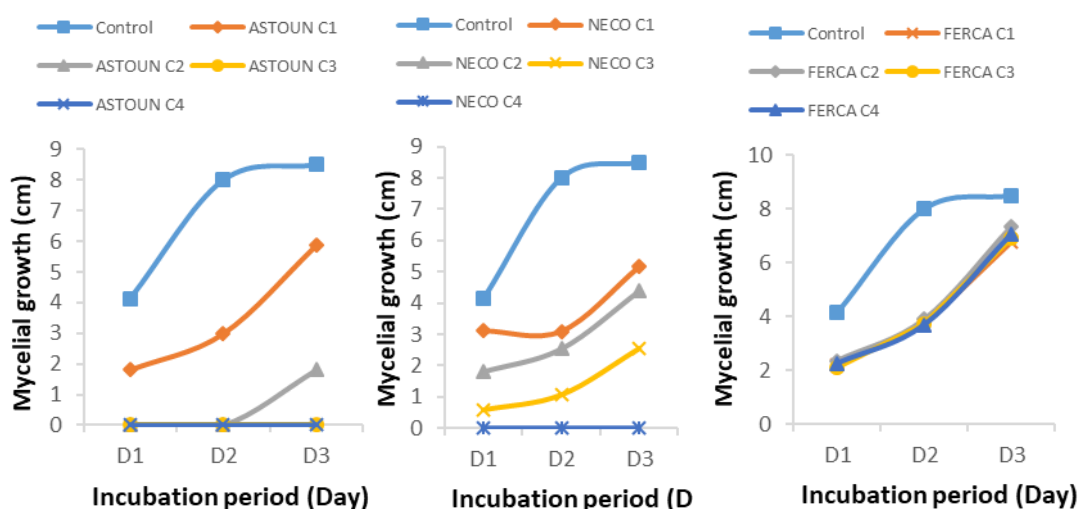 Control ASTOUN C1
ASTOUN C2 ASTOUN C3
ASTOUN C4
Mycelial growth (cm)
9
8
7
6
5
4
3
2
1
0
D1 D2 D3
Incubation period (Day)
Control NECO C1
NECO C2 NECO C3
NECO C4
Mycelial growth (cm)
9
8
7
6
5
4
3
2
1
0
D1 D2 D3
Incubation period (D
Control FERCA C1
FERCA C2 FERCA C3
FERCA C4
Mycelial growth (cm)
10
8
6
4
2
0
D1 D2 D3
Incubation period (Day)